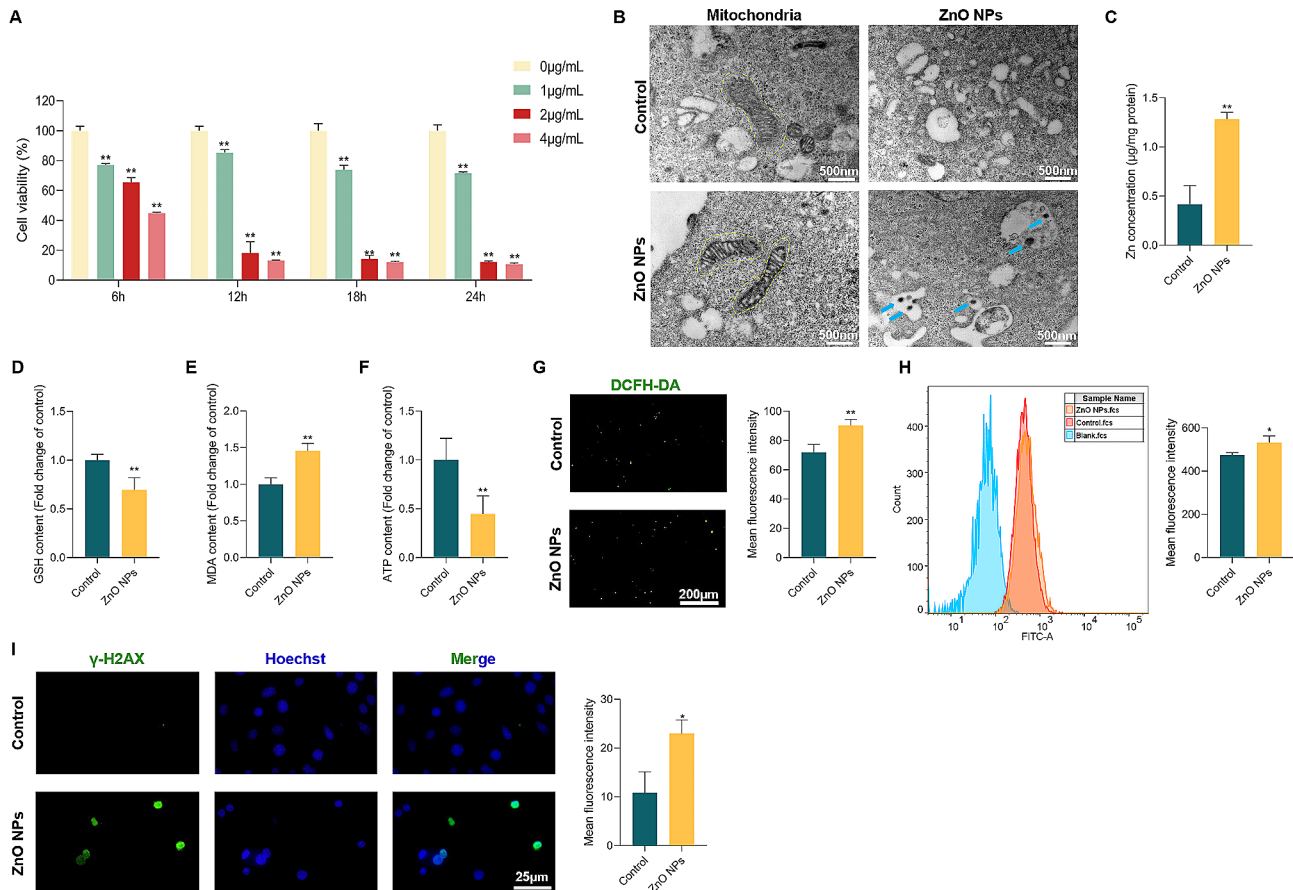 A
0μg/mL
1μg/mL
2μg/mL
4μg/mL
Cell viability (%)
120
100
80
60
40
20
0
** ** **
** ** **
** ** **
** ** **
6h 12h 18h 24h
B
Mitochondria ZnO NPs
Control
500nm 500nm
ZnO NPs
500nm 500nm
C
Zn concentration (μg/mg protein)
1.5
1.0
0.5
0.0
**
Control
ZnO NPs
D
GSH content (Fold change of control)
1.5
1.0
0.5
0.0
**
Control
ZnO NPs
E
MDA content (Fold change of control)
2.0
1.5
1.0
0.5
0.0
**
Control
ZnO NPs
F
ATP content (Fold change of control)
1.5
1.0
0.5
0.0
**
Control
ZnO NPs
G
DCFH-DA
Control
ZnO NPs
200μm
Mean fluorescence intensity
100
80
60
40
20
0
**
Control
ZnO NPs
H
Sample Name
ZnO NPs.fcs
Control.fcs
Blank.fcs
Count
400
300
200
100
0
10¹ 10² 10³ 10⁴ 10⁵
FITC-A
Mean fluorescence intensity
600
400
200
0
*
Control
ZnO NPs
I
γ-H2AX Hoechst Merge
Control
ZnO NPs
25μm
Mean fluorescence intensity
30
20
10
0
*
Control
ZnO NPs